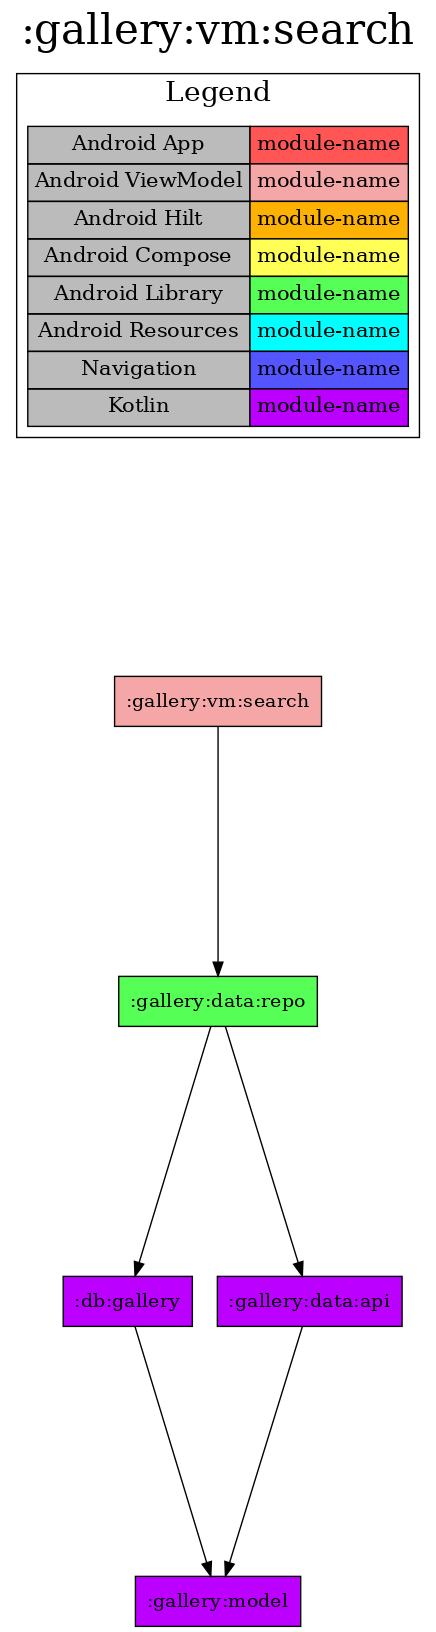 :gallery:vm:search
Legend
Android App module-name
Android ViewModel module-name
Android Hilt module-name
Android Compose module-name
Android Library module-name
Android Resources module-name
Navigation module-name
Kotlin module-name
:gallery:vm:search
:gallery:data:repo
:db:gallery :gallery:data:api
:gallery:model